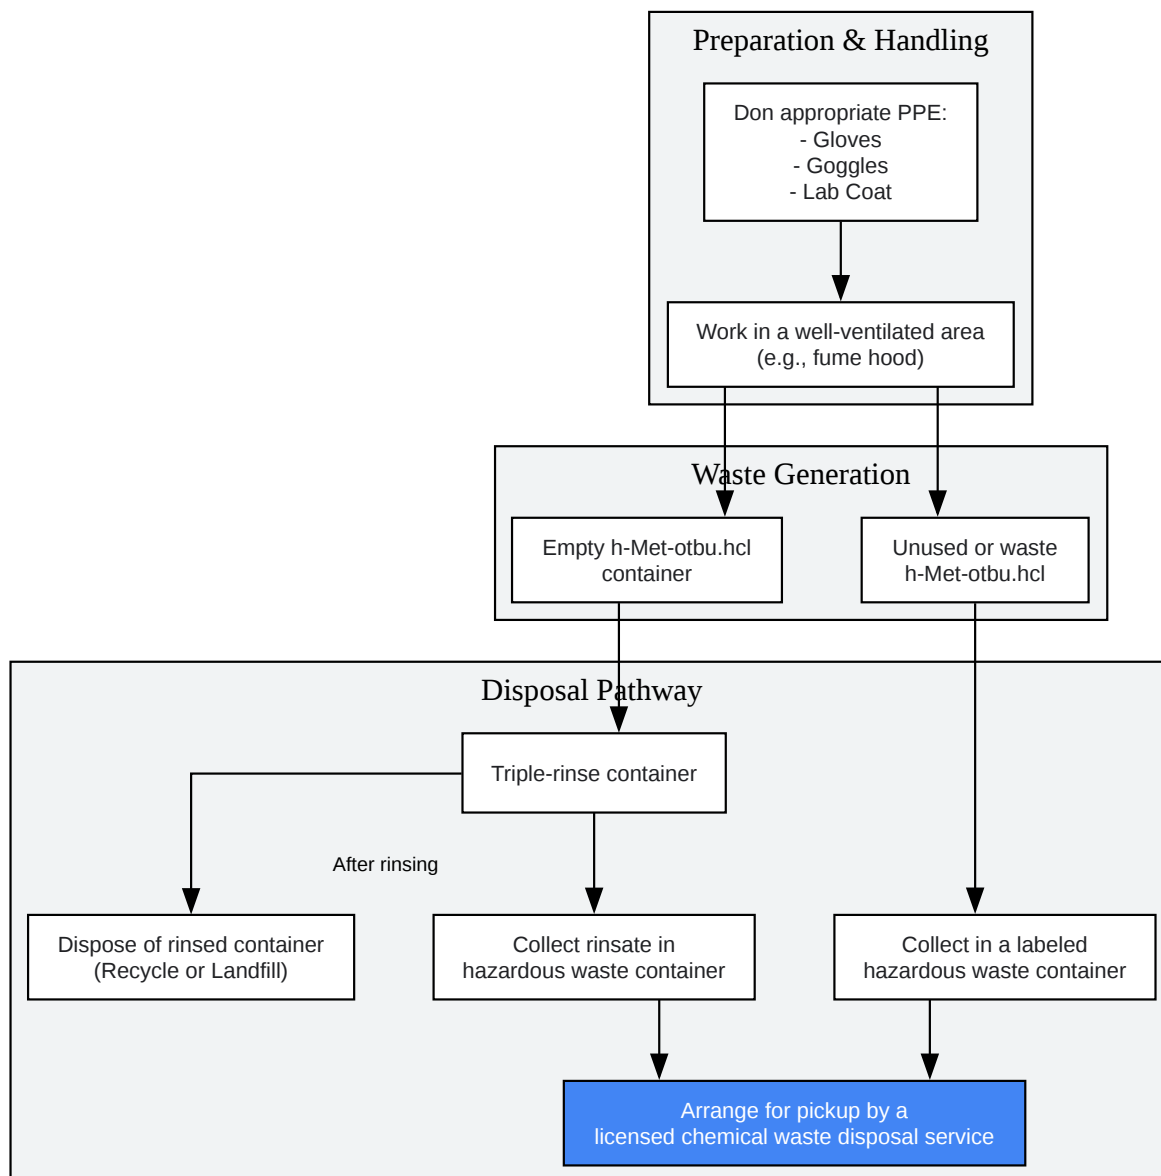 Preparation & Handling
Don appropriate PPE:
- Gloves
- Goggles
- Lab Coat
Work in a well-ventilated area
(e.g., fume hood)
Waste Generation
Empty h-Met-otbu.hcl
container
Unused or waste
h-Met-otbu.hcl
Disposal Pathway
Triple-rinse container
After rinsing
Dispose of rinsed container
(Recycle or Landfill)
Collect rinsate in
hazardous waste container
Collect in a labeled
hazardous waste container
Arrange for pickup by a
licensed chemical waste disposal service